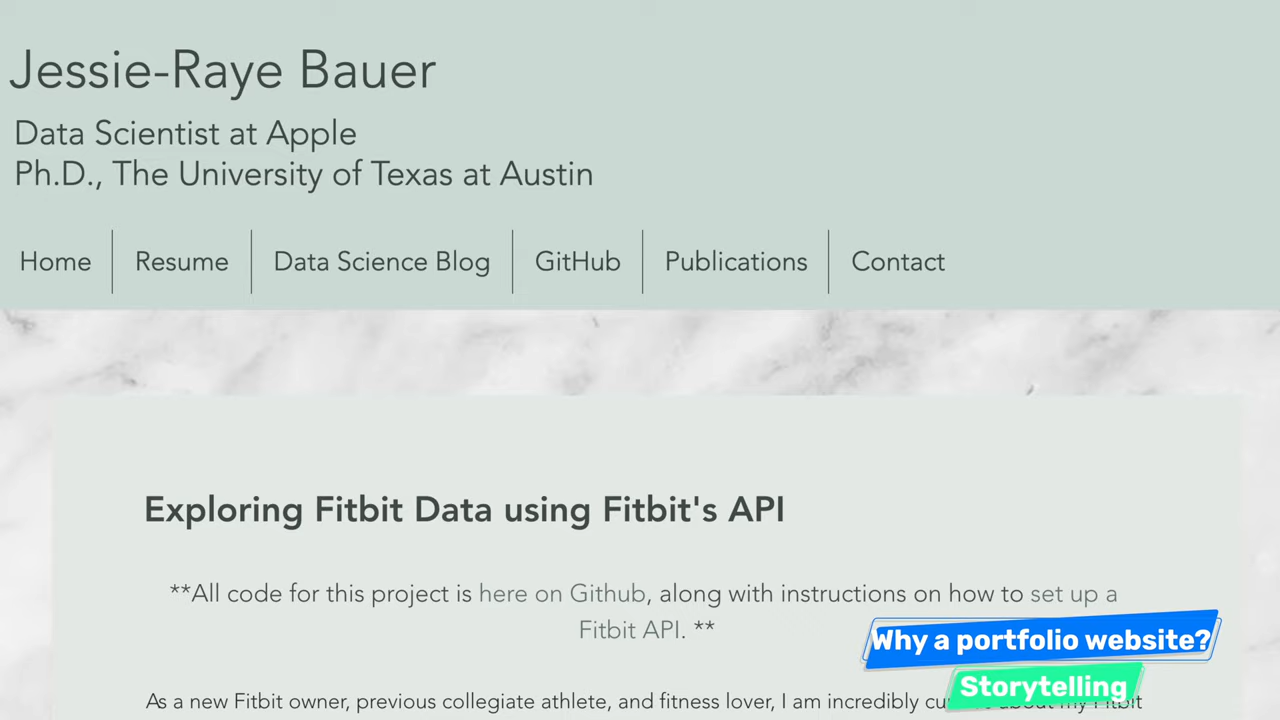 Jessie-Raye Bauer
Data Scientist at Apple
Ph.D., The University of Texas at Austin
Home
Resume
Data Science Blog
GitHub
Publications
Contact
Exploring Fitbit Data using Fitbit's API
**All code for this project is here on Github, along with instructions on how to set up a
Fitbit API. **
Why a portfolio website?
Storytelling
As a new Fitbit owner, previous collegiate athlete, and fitness lover, I am incredibly about my Fitbit